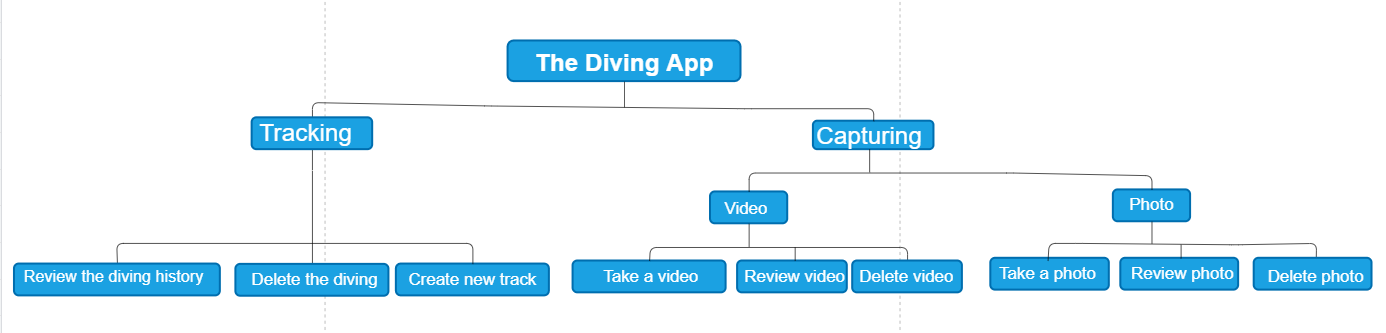 The Diving App
Tracking
Capturing
Video
Photo
Review the diving history
Delete the diving
Create new track
Take a video
Review video
Delete video
Take a photo
Review photo
Delete photo